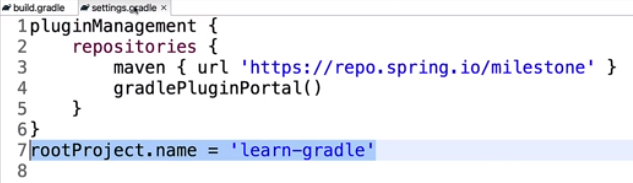 build.gradle settings.gradle
1 pluginManagement {
2     repositories {
3         maven { url 'https://repo.spring.io/milestone' }
4         gradlePluginPortal()
5     }
6 }
7 rootProject.name = 'learn-gradle'
8